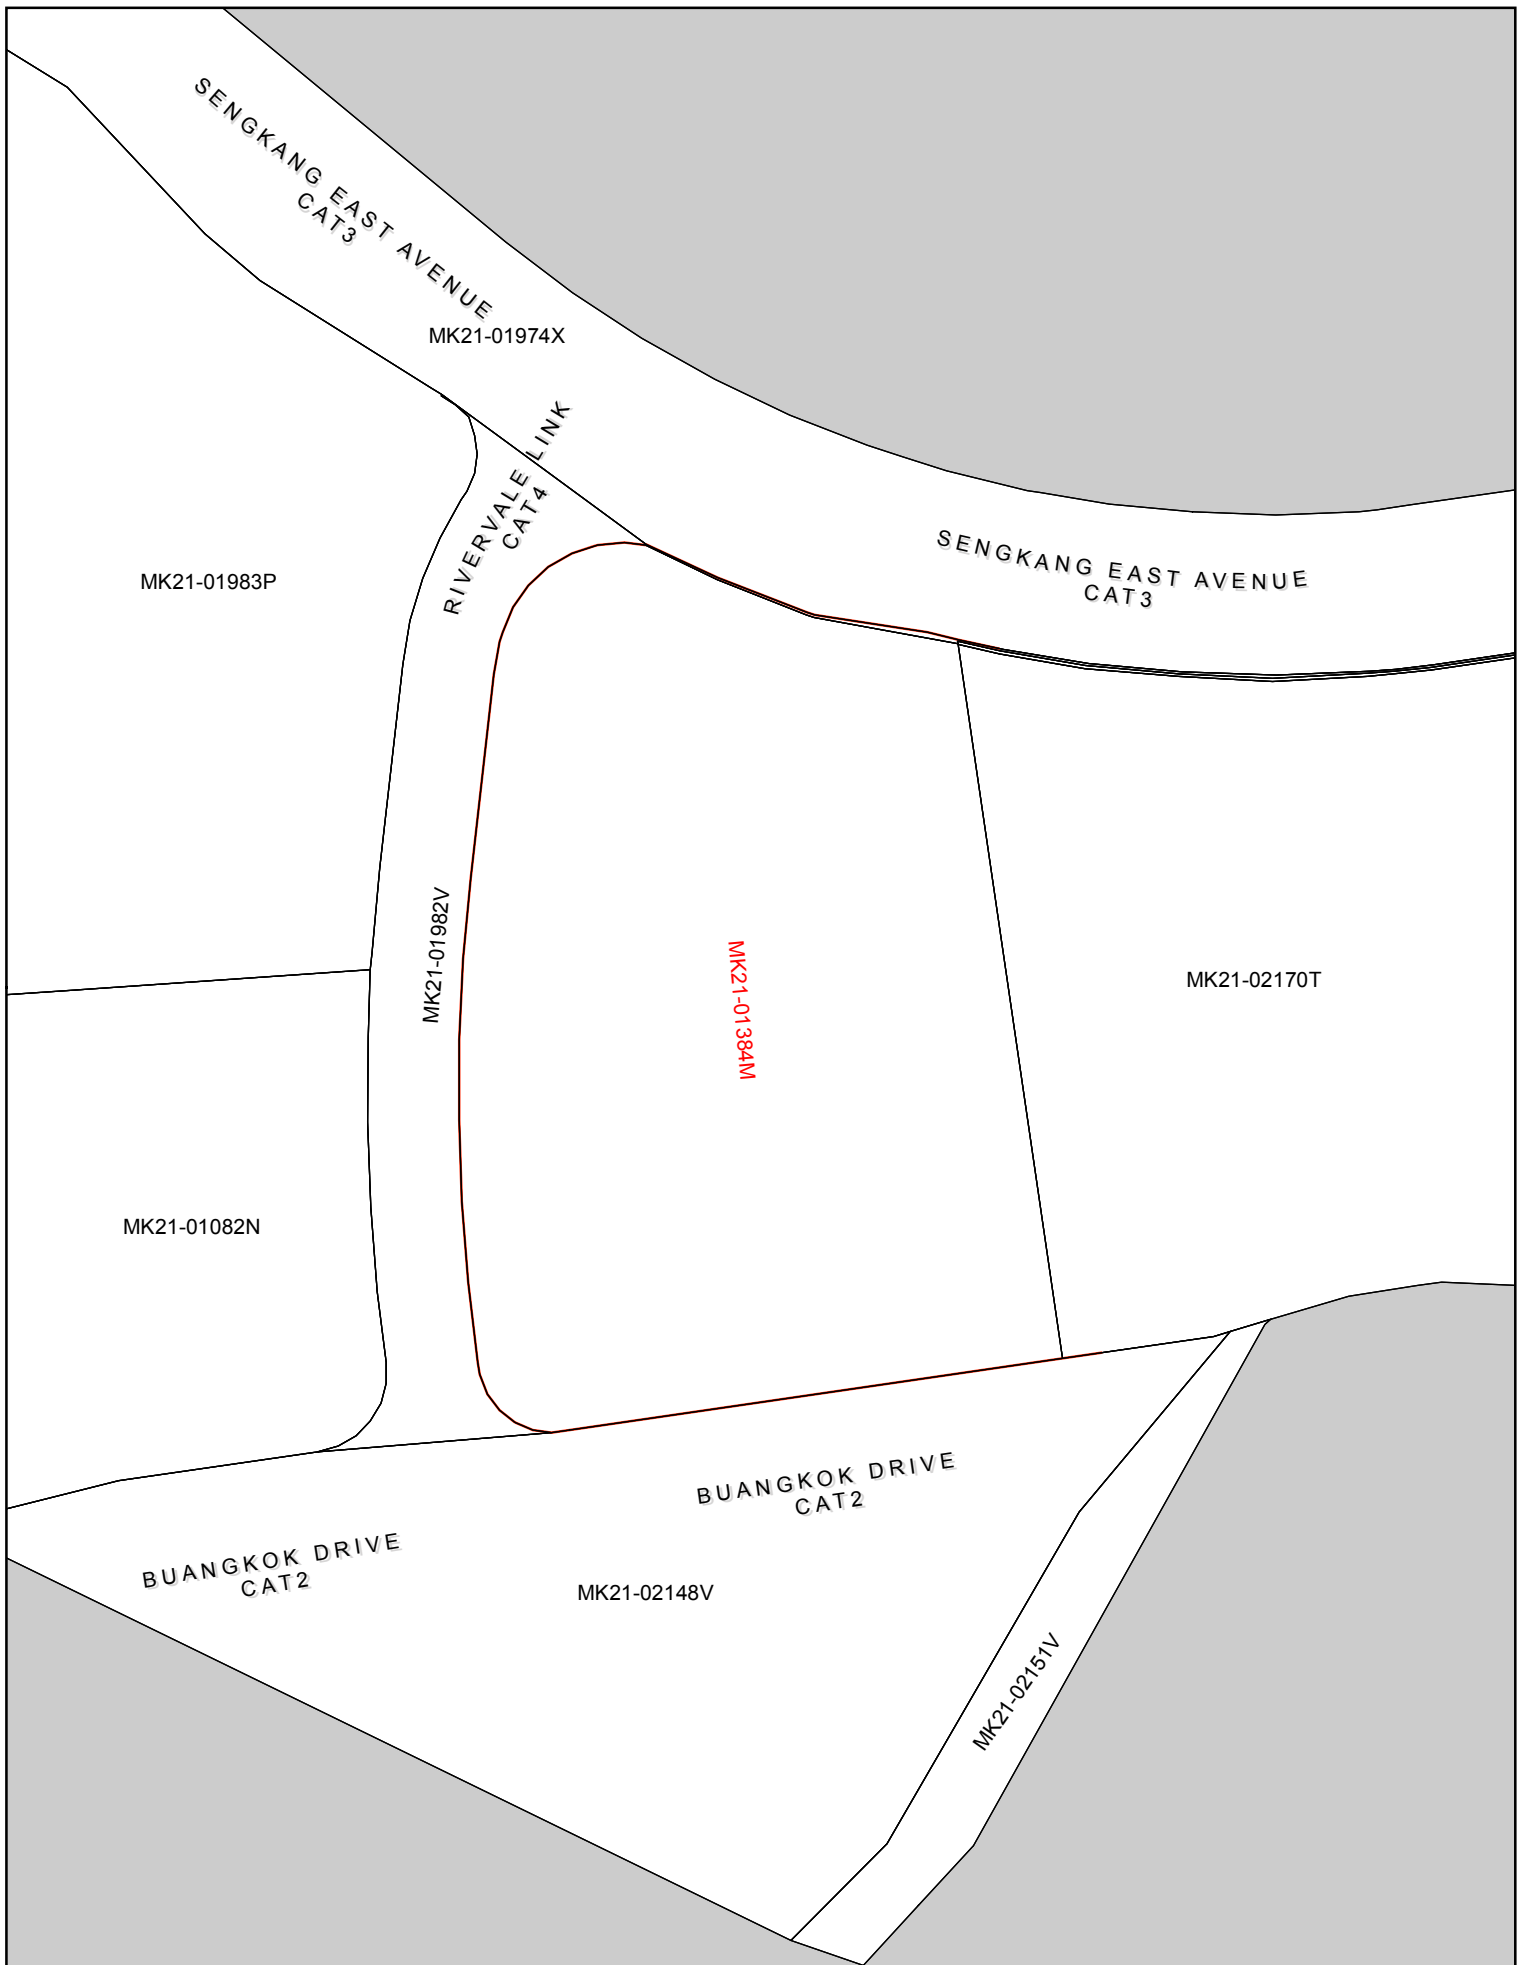 SENGKANG EAST AVENUE
CAT3
MK21-01974X
RIVERVALE LINK
CAT4
SENGKANG EAST AVENUE
CAT3
MK21-01983P
MK21-01982V
MK21-01384M
MK21-02170T
MK21-01082N
BUANGKOK DRIVE
CAT2
BUANGKOK DRIVE
CAT2
MK21-02148V
MK21-02151V